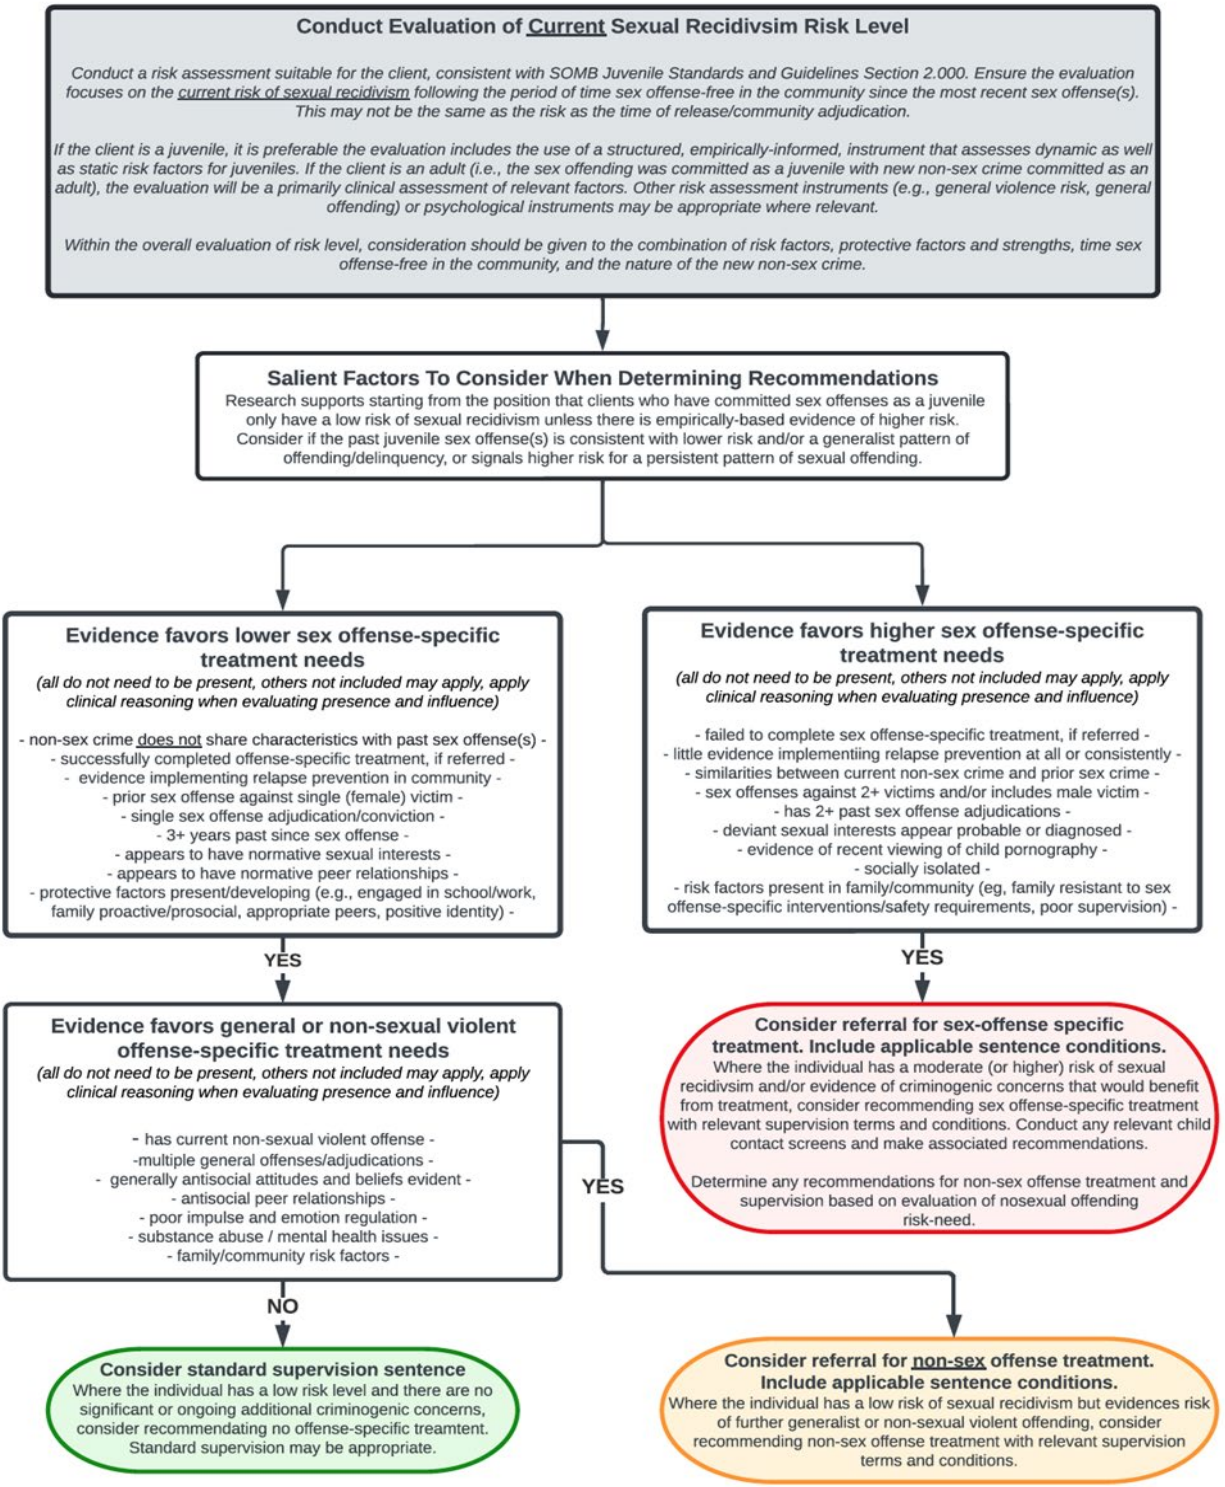 Conduct Evaluation of Current Sexual Recidivsim Risk Level
Conduct a risk assessment suitable for the client, consistent with SOMB Juvenile Standards and Guidelines Section 2.000. Ensure the evaluation
focuses on the current risk of sexual recidivism following the period of time sex offense-free in the community since the most recent sex offense(s).
This may not be the same as the risk as the time of release/community adjudication.
If the client is a juvenile, it is preferable the evaluation includes the use of a structured, empirically-informed, instrument that assesses dynamic as well
as static risk factors for juveniles. If the client is an adult (i.e., the sex offending was committed as a juvenile with new non-sex crime committed as an
adult), the evaluation will be a primarily clinical assessment of relevant factors. Other risk assessment instruments (e.g., general violence risk, general
offending) or psychological instruments may be appropriate where relevant.
Within the overall evaluation of risk level, consideration should be given to the combination of risk factors, protective factors and strengths, time sex
offense-free in the community, and the nature of the new non-sex crime.
Salient Factors To Consider When Determining Recommendations
Research supports starting from the position that clients who have committed sex offenses as a juvenile
only have a low risk of sexual recidivism unless there is empirically-based evidence of higher risk.
Consider if the past juvenile sex offense(s) is consistent with lower risk and/or a generalist pattern of
offending/delinquency, or signals higher risk for a persistent pattern of sexual offending.
Evidence favors lower sex offense-specific
treatment needs
(all do not need to be present, others not included may apply, apply
clinical reasoning when evaluating presence and influence)
- non-sex crime does not share characteristics with past sex offense(s) -
- successfully completed offense-specific treatment, if referred -
- evidence implementing relapse prevention in community -
- prior sex offense against single (female) victim -
- single sex offense adjudication/conviction -
- 3+ years past since sex offense -
- appears to have normative sexual interests -
- appears to have normative peer relationships -
- protective factors present/developing (e.g., engaged in school/work,
family proactive/prosocial, appropriate peers, positive identity) -
YES
Evidence favors higher sex offense-specific
treatment needs
(all do not need to be present, others not included may apply, apply
clinical reasoning when evaluating presence and influence)
- failed to complete sex offense-specific treatment, if referred -
- little evidence implementiing relapse prevention at all or consistently -
- similarities between current non-sex crime and prior sex crime -
- sex offenses against 2+ victims and/or includes male victim -
- has 2+ past sex offense adjudications -
- deviant sexual interests appear probable or diagnosed -
- evidence of recent viewing of child pornography -
- socially isolated -
- risk factors present in family/community (eg, family resistant to sex
offense-specific interventions/safety requirements, poor supervision) -
YES
Evidence favors general or non-sexual violent
offense-specific treatment needs
(all do not need to be present, others not included may apply, apply
clinical reasoning when evaluating presence and influence)
- has current non-sexual violent offense -
-multiple general offenses/adjudications -
- generally antisocial attitudes and beliefs evident -
- antisocial peer relationships -
- poor impulse and emotion regulation -
- substance abuse / mental health issues -
- family/community risk factors -
YES
NO
Consider referral for sex-offense specific
treatment. Include applicable sentence conditions.
Where the individual has a moderate (or higher) risk of sexual
recidivsim and/or evidence of criminogenic concerns that would benefit
from treatment, consider recommending sex offense-specific treatment
with relevant supervision terms and conditions. Conduct any relevant child
contact screens and make associated recommendations.
Determine any recommendations for non-sex offense treatment and
supervision based on evaluation of nosexual offending
risk-need.
Consider standard supervision sentence
Where the individual has a low risk level and there are no
significant or ongoing additional criminogenic concerns,
consider recommendating no offense-specific treamtent.
Standard supervision may be appropriate.
Consider referral for non-sex offense treatment.
Include applicable sentence conditions.
Where the individual has a low risk of sexual recidivism but evidences risk
of further generalist or non-sexual violent offending, consider
recommending non-sex offense treatment with relevant supervision
terms and conditions.